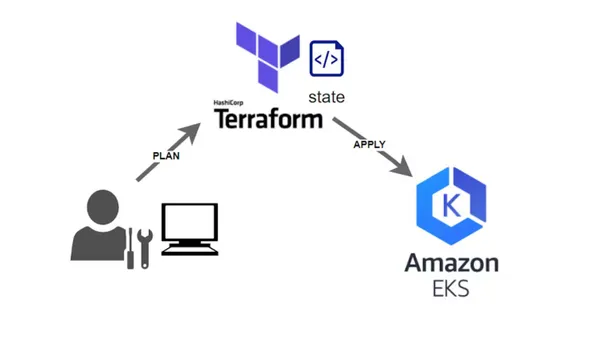 </>
state
HashiCorp
Terraform
PLAN
APPLY
K
Amazon
EKS